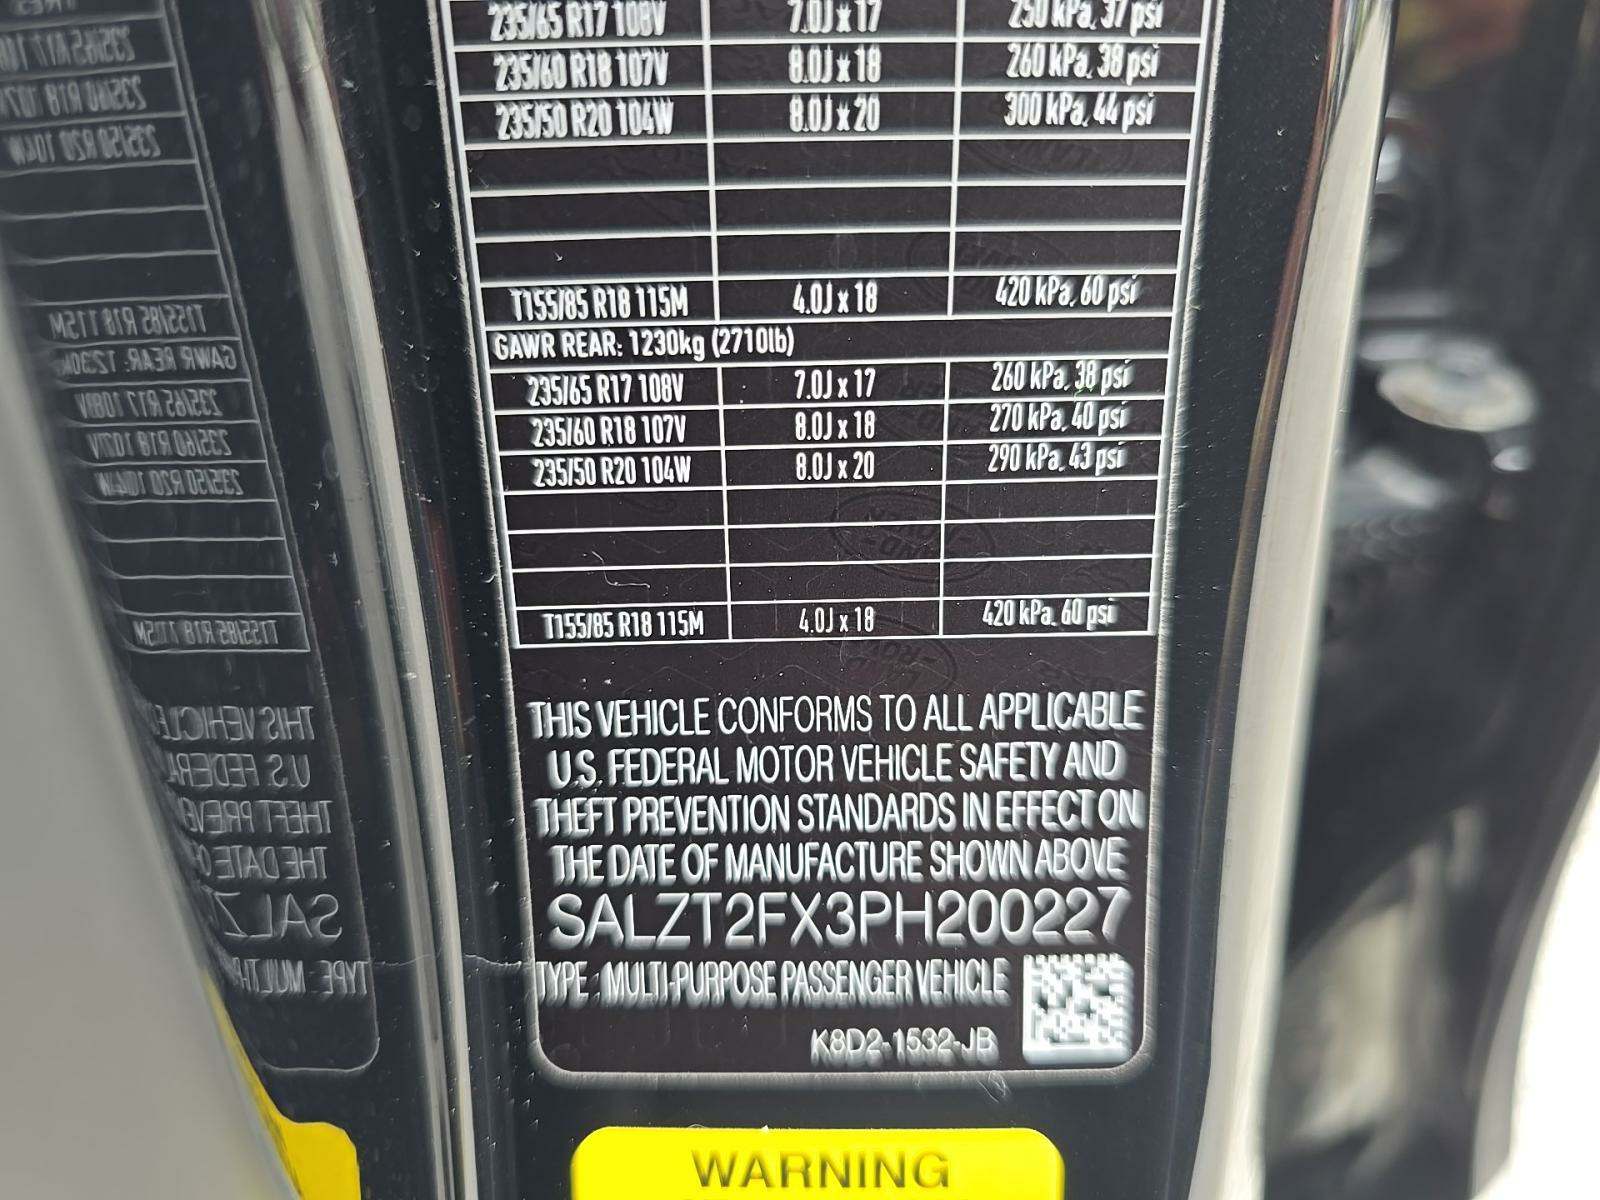 235/65 R17 108V 7.0J x 17 250 kPa, 37 psi
235/60 R18 107V 8.0J x 18 260 kPa, 38 psi
235/50 R20 104W 8.0J x 20 300 kPa, 44 psi
T155/85 R18 115M 4.0J x 18 420 kPa, 60 psi
GAWR REAR: 1230kg (2710lb)
235/65 R17 108V 7.0J x 17 260 kPa, 38 psi
235/60 R18 107V 8.0J x 18 270 kPa, 40 psi
235/50 R20 104W 8.0J x 20 290 kPa, 43 psi
T155/85 R18 115M 4.0J x 18 420 kPa, 60 psi
THIS VEHICLE CONFORMS TO ALL APPLICABLE
U.S. FEDERAL MOTOR VEHICLE SAFETY AND
THEFT PREVENTION STANDARDS IN EFFECT ON
THE DATE OF MANUFACTURE SHOWN ABOVE
SALZT2FX3PH200227
TYPE : MULTI-PURPOSE PASSENGER VEHICLE
K8D2-1532-JB
WARNING